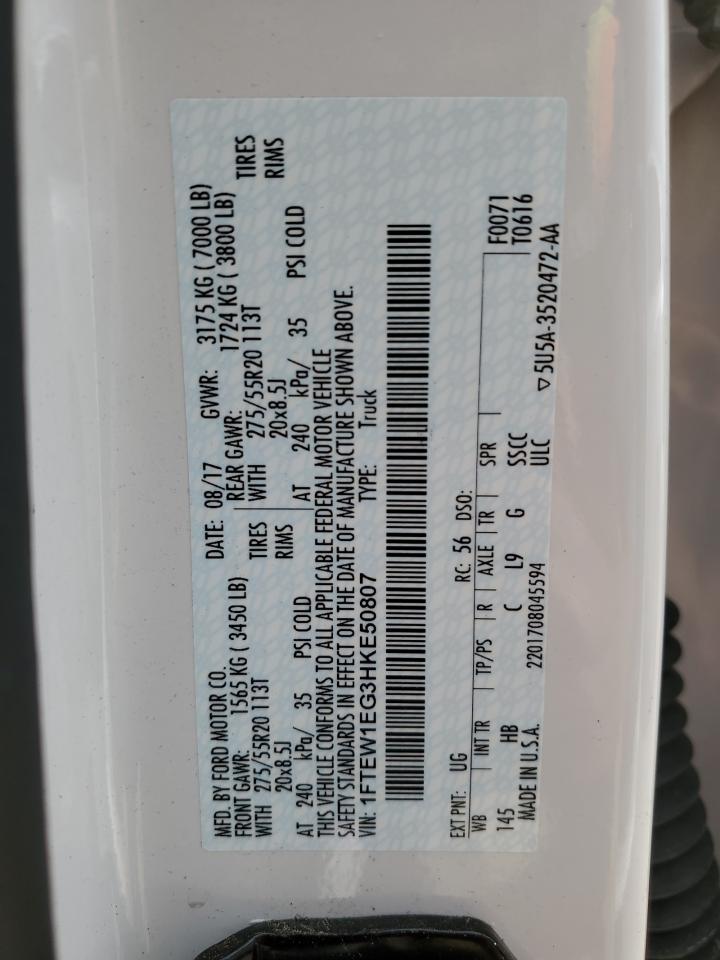 MFD. BY FORD MOTOR CO. DATE: 08/17 GVWR: 3175 KG ( 7000 LB)
FRONT GAWR: 1565 KG ( 3450 LB) REAR GAWR: 1724 KG ( 3800 LB)
WITH 275/55R20 113T TIRES WITH 275/55R20 113T TIRES
20x8.5J RIMS 20x8.5J RIMS
AT 240 kPa/ 35 PSI COLD AT 240 kPa/ 35 PSI COLD
THIS VEHICLE CONFORMS TO ALL APPLICABLE FEDERAL MOTOR VEHICLE
SAFETY STANDARDS IN EFFECT ON THE DATE OF MANUFACTURE SHOWN ABOVE.
VIN: 1FTEW1EG3HKE50807 TYPE: Truck
EXT PNT: UG RC: 56 DSO:
WB INT TR TP/PS R AXLE TR SPR F0071
145 HB C L9 G SSCC T0616
MADE IN U.S.A. 2201708045594 ULC ▽5U5A-3520472-AA